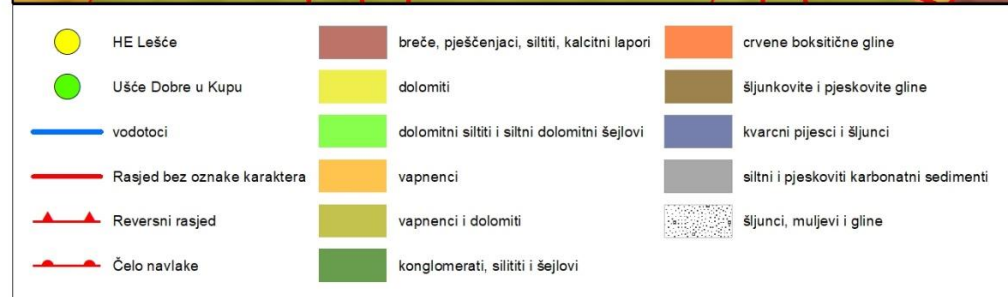 HE Lešće
Ušće Dobre u Kupu
vodotoci
Rasjed bez oznake karaktera
Reversni rasjed
Čelo navlake
breče, pješčenjaci, siltiti, kalcitni lapori
dolomiti
dolomitni siltiti i siltni dolomitni šejlovi
vapnenci
vapnenci i dolomiti
konglomerati, silititi i šejlovi
crvene boksitične gline
šljunkovite i pjeskovite gline
kvarcni pijesci i šljunci
siltni i pjeskoviti karbonatni sedimenti
šljunci, muljevi i gline